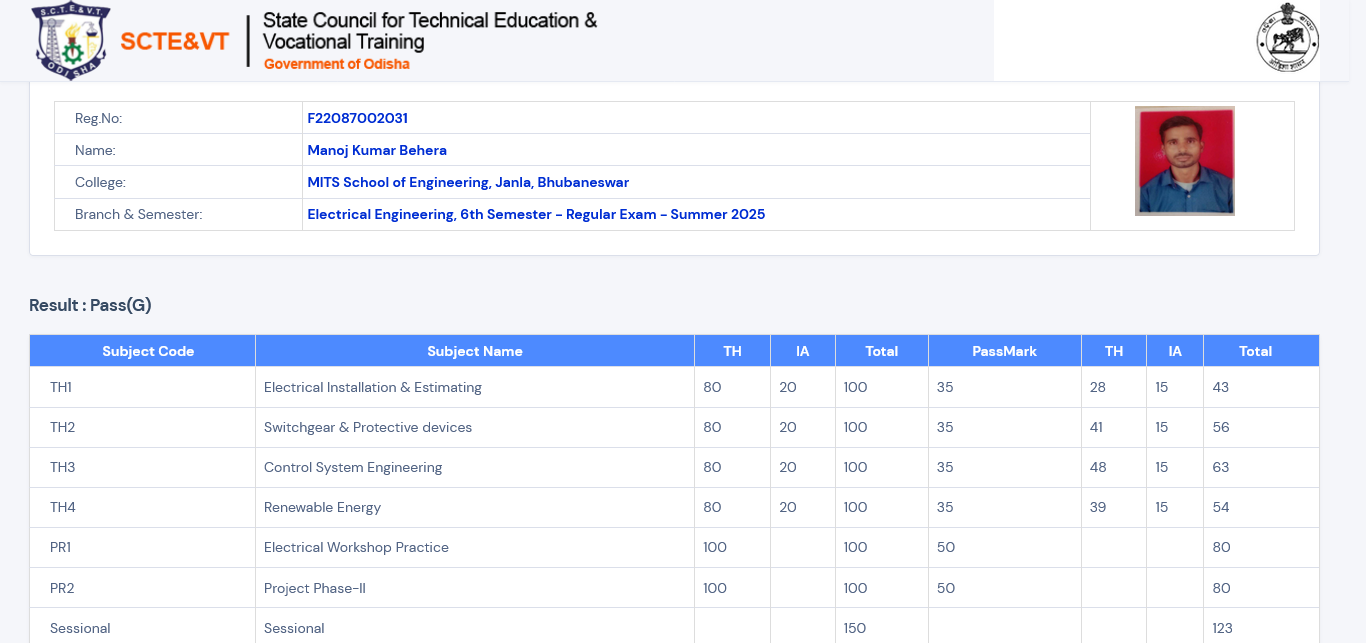 S.C.T.E.&V.T.
ODISHA
SCTE&VT
State Council for Technical Education &
Vocational Training
Government of Odisha
Reg.No: F22087002031
Name: Manoj Kumar Behera
College: MITS School of Engineering, Janla, Bhubaneswar
Branch & Semester: Electrical Engineering, 6th Semester - Regular Exam - Summer 2025
Result : Pass(G)
Subject Code Subject Name TH IA Total PassMark TH IA Total
TH1 Electrical Installation & Estimating 80 20 100 35 28 15 43
TH2 Switchgear & Protective devices 80 20 100 35 41 15 56
TH3 Control System Engineering 80 20 100 35 48 15 63
TH4 Renewable Energy 80 20 100 35 39 15 54
PR1 Electrical Workshop Practice 100 100 50 80
PR2 Project Phase-II 100 100 50 80
Sessional Sessional 150 123